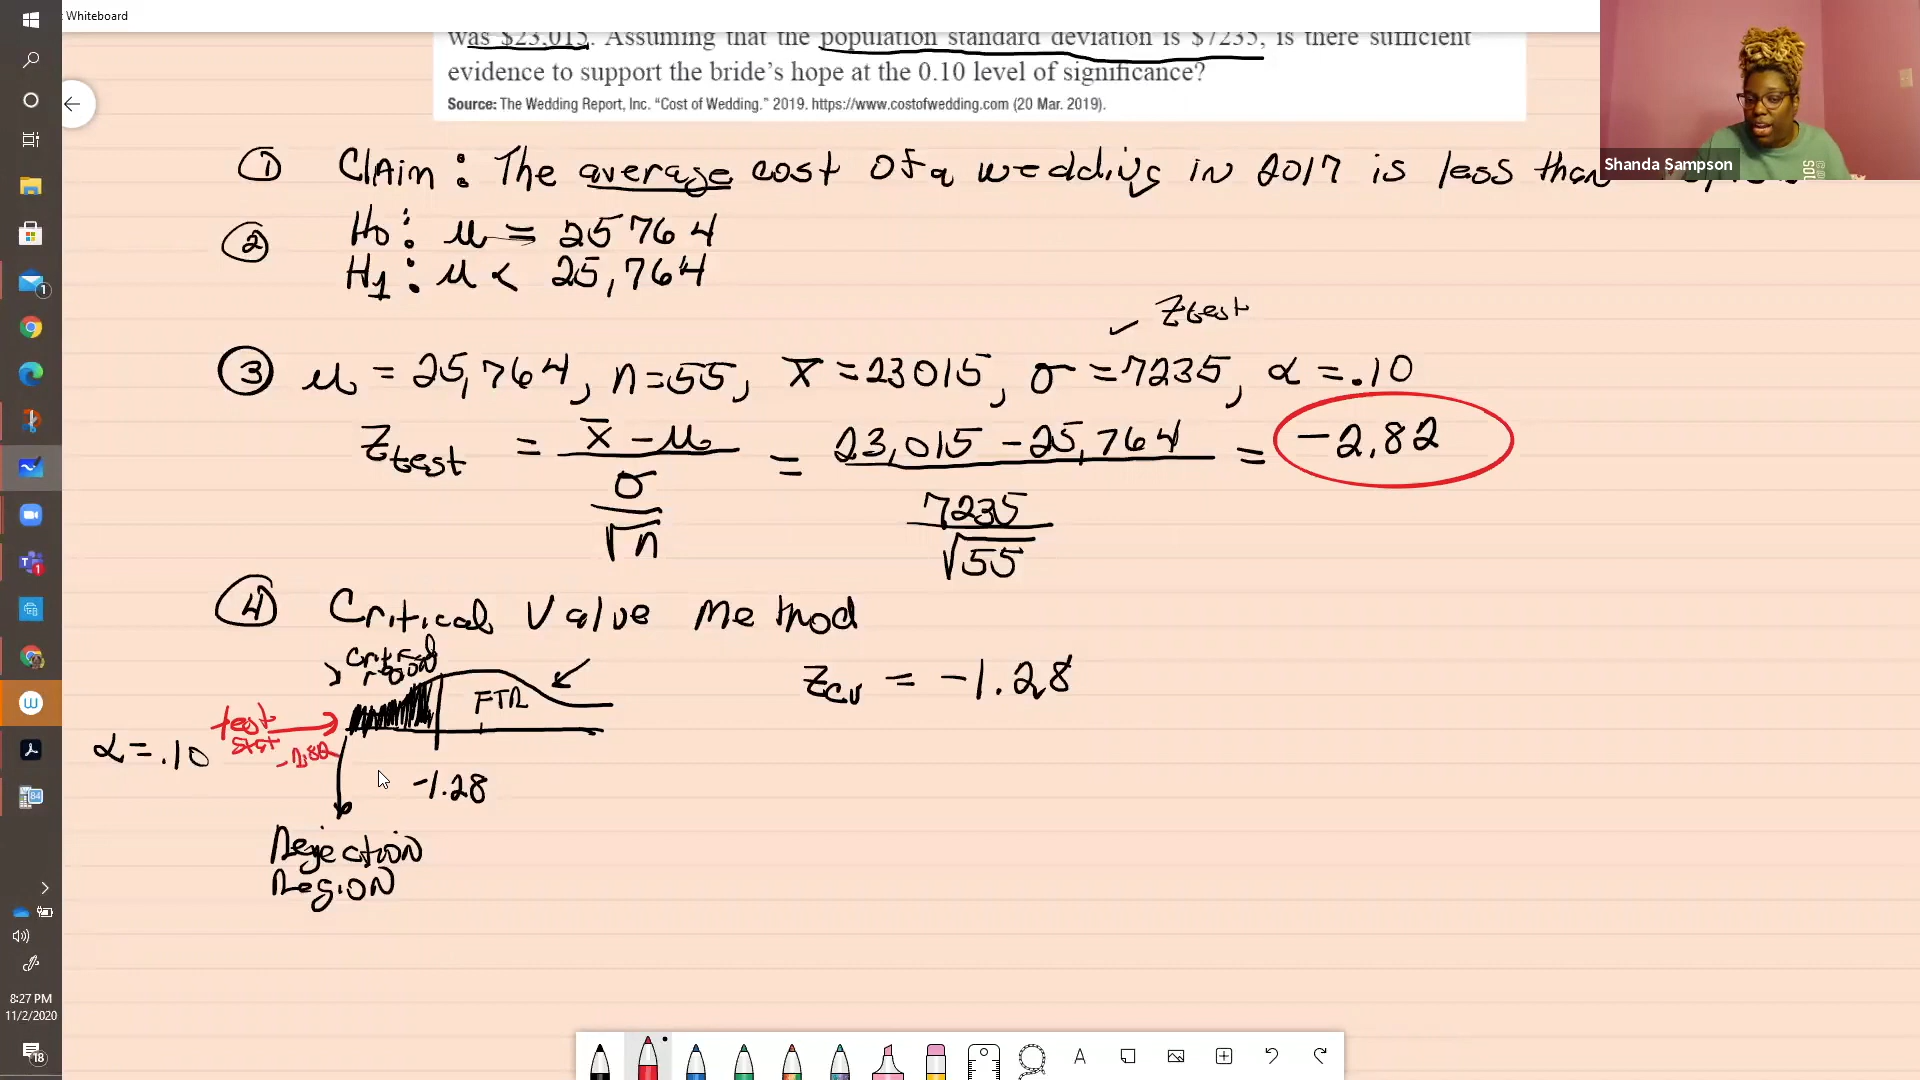 Whiteboard
was $23,015. Assuming that the population standard deviation is $7235, is there sufficient
evidence to support the bride's hope at the 0.10 level of significance?
Source: The Wedding Report, Inc. "Cost of Wedding." 2019. https://www.costofwedding.com (20 Mar. 2019).
Shanda Sampson
1 Claim: The average cost of a wedding in 2017 is less than
2 H0: μ = 25764
H1: μ < 25,764
✓ Ztest
3 μ = 25,764, n=55, x̄ = 23015, σ = 7235, α = .10
Ztest = x̄ - μ / σ/√n = 23,015 - 25,764 / 7235/√55 = -2.82
4 Critical Value Method
critical region
FTR
Zcv = -1.28
test stat -2.82
α = .10
-1.28
Rejection
Region
8:27 PM
11/2/2020
18